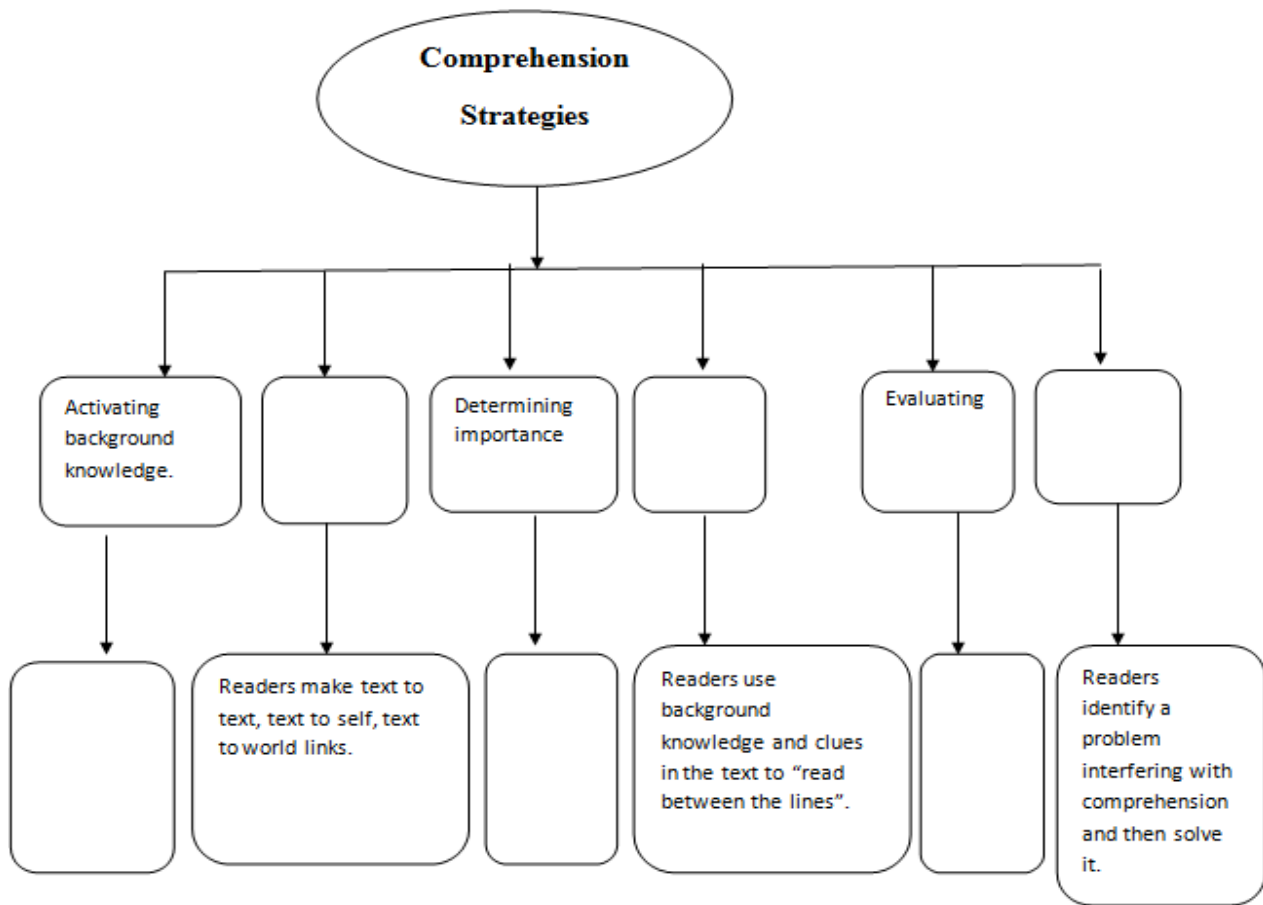 Comprehension
Strategies
Activating
background
knowledge.
Determining
importance
Evaluating
Readers make text to
text, text to self, text
to world links.
Readers use
background
knowledge and clues
in the text to “read
between the lines”.
Readers
identify a
problem
interfering with
comprehension
and then solve
it.